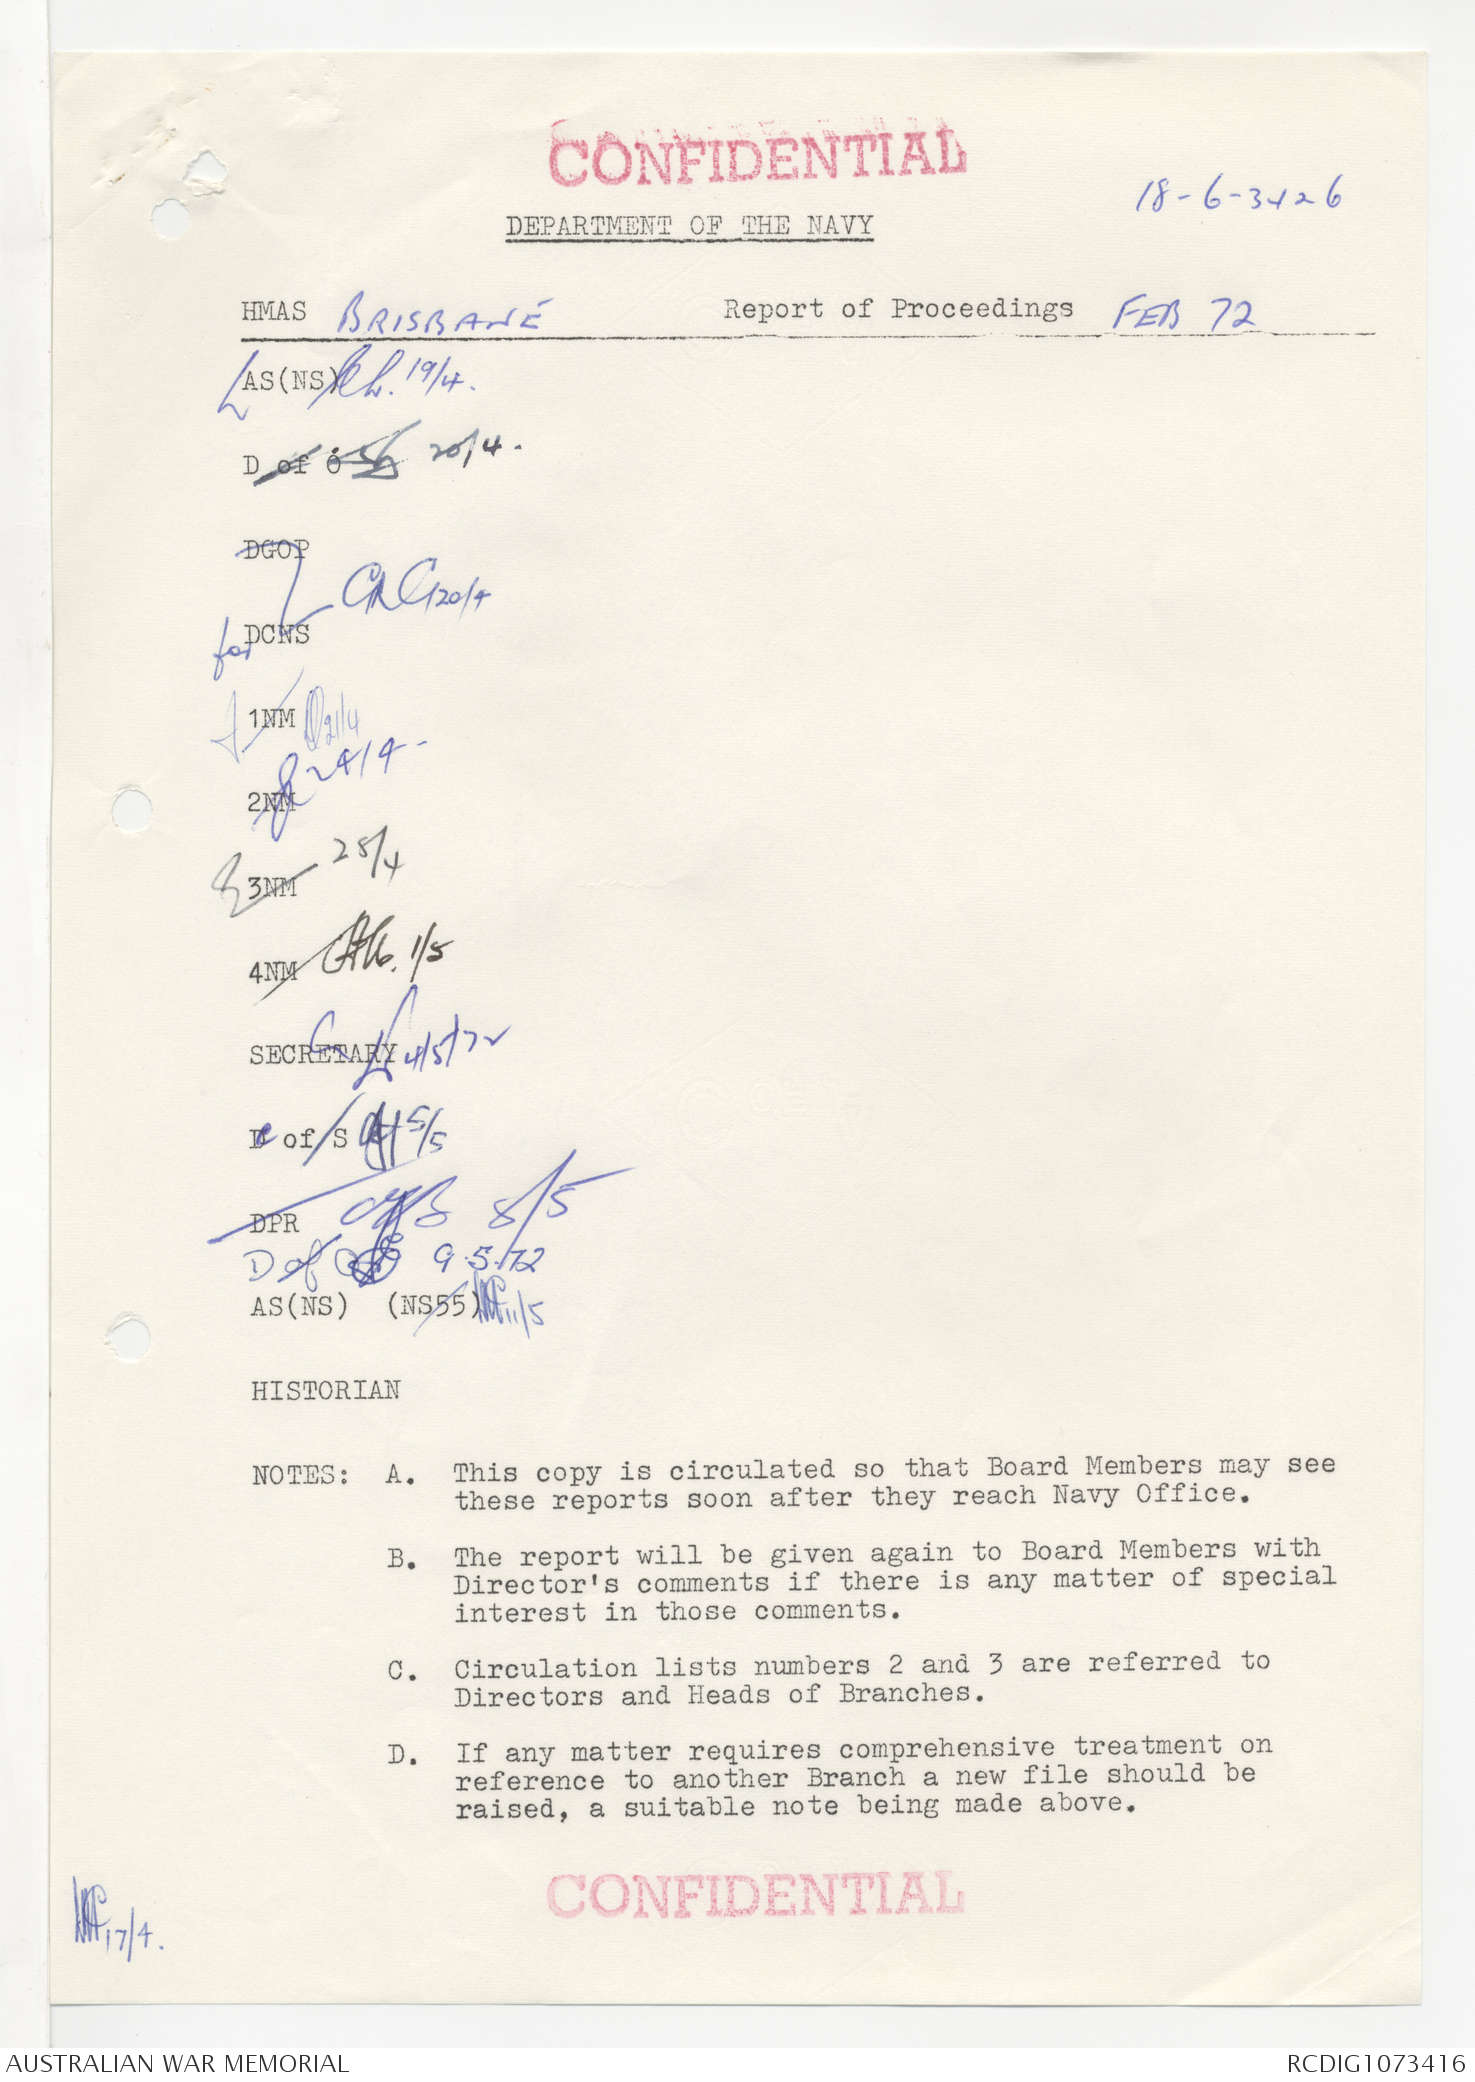 CONFIDENTIAL
18-6-3426
DEPARTMENT OF THE NAVY
HMAS BRISBANE Report of Proceedings FEB 72
AS(NS) 19/4.
D of O 20/4.
DGOP
20/4
for DCNS
1NM 21/4
2NM 24/4
3NM 28/4
4NM 1/5
SECRETARY 4/5/72
D of S 5/5
DPR 8/5
D of 9.5.72
AS(NS) (NS55) 11/5
HISTORIAN
NOTES: A. This copy is circulated so that Board Members may see
these reports soon after they reach Navy Office.
B. The report will be given again to Board Members with
Director's comments if there is any matter of special
interest in those comments.
C. Circulation lists numbers 2 and 3 are referred to
Directors and Heads of Branches.
D. If any matter requires comprehensive treatment on
reference to another Branch a new file should be
raised, a suitable note being made above.
CONFIDENTIAL
17/4.
AUSTRALIAN WAR MEMORIAL RCDIG1073416